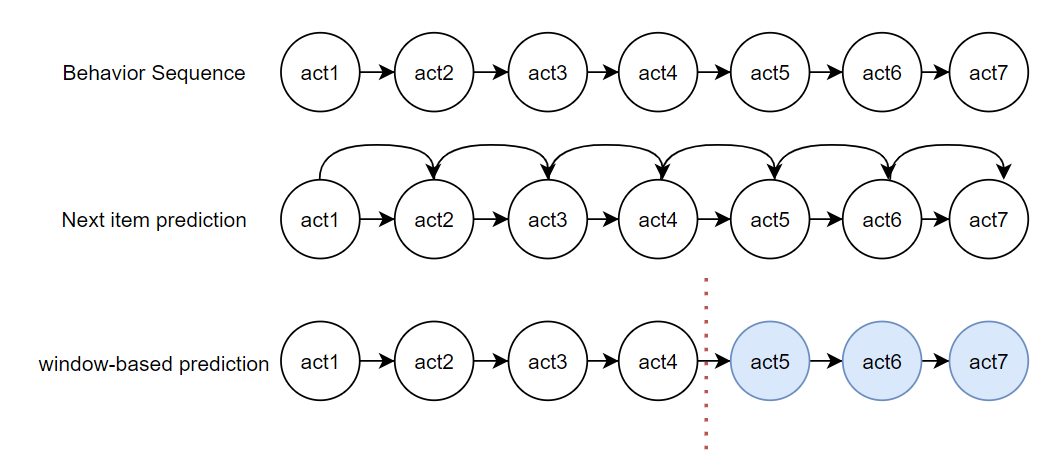 Behavior Sequence act1 act2 act3 act4 act5 act6 act7
Next item prediction act1 act2 act3 act4 act5 act6 act7
window-based prediction act1 act2 act3 act4 act5 act6 act7